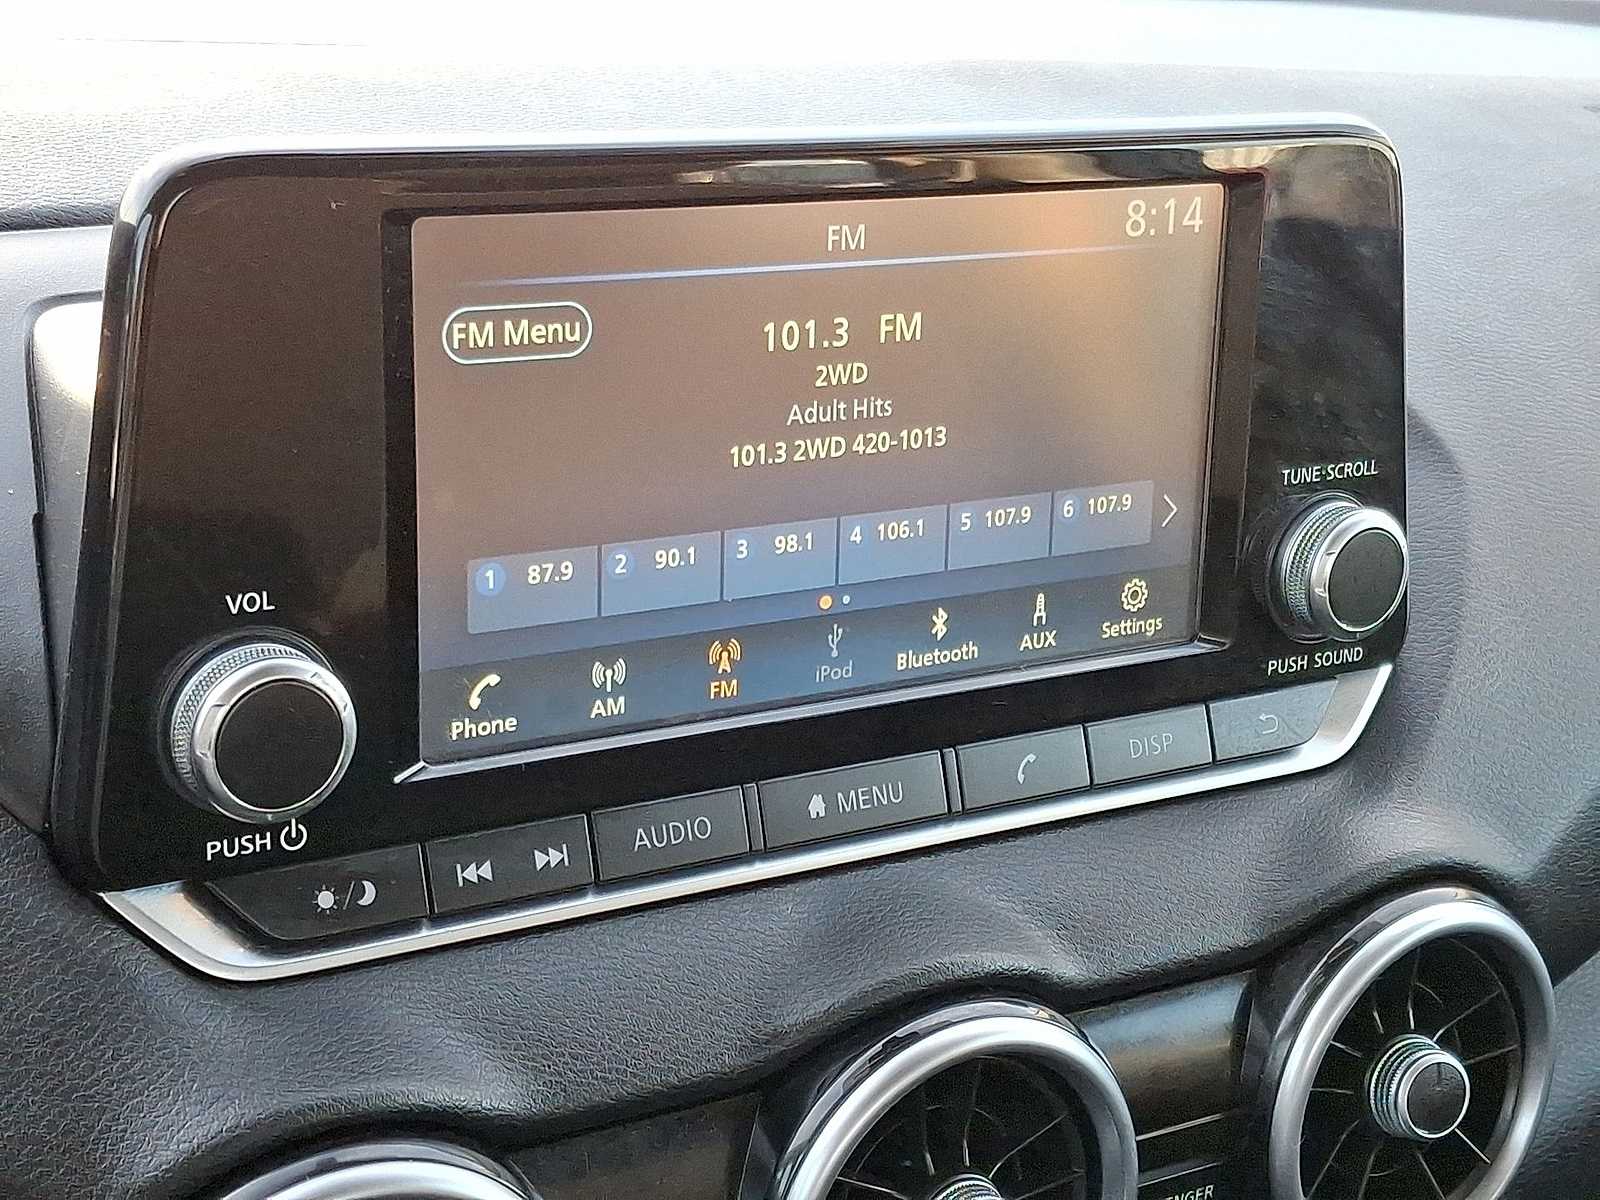 FM
8:14
FM Menu
101.3 FM
2WD
Adult Hits
101.3 2WD 420-1013
1 87.9
2 90.1
3 98.1
4 106.1
5 107.9
6 107.9
Phone
AM
FM
iPod
Bluetooth
AUX
Settings
VOL
PUSH
TUNE·SCROLL
PUSH SOUND
AUDIO
MENU
DISP